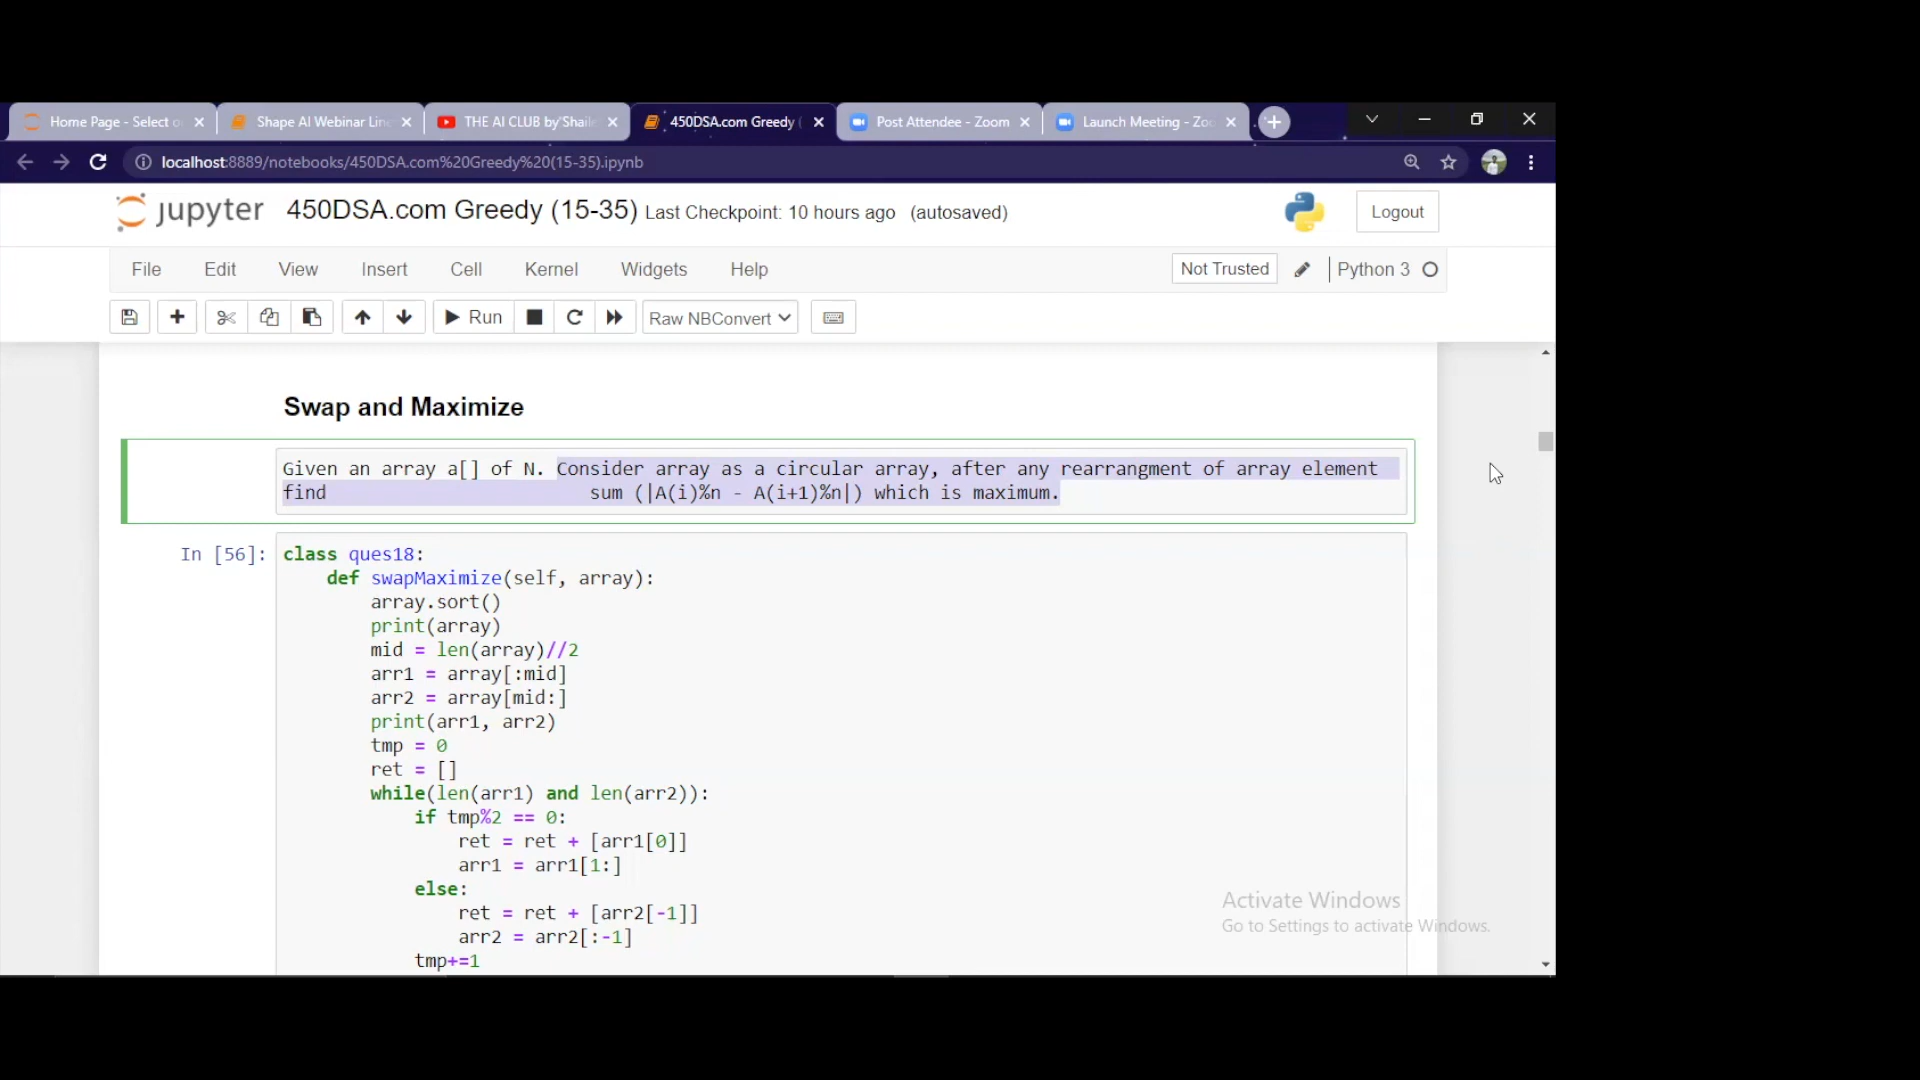 Home Page - Select o
Shape AI Webinar Line
THE AI CLUB by Shaile
450DSA.com Greedy (
Post Attendee - Zoom
Launch Meeting - Zoo
localhost:8889/notebooks/450DSA.com%20Greedy%20(15-35).ipynb
jupyter 450DSA.com Greedy (15-35) Last Checkpoint: 10 hours ago (autosaved)
Logout
File Edit View Insert Cell Kernel Widgets Help
Not Trusted
Python 3
Run
Raw NBConvert
Swap and Maximize
Given an array a[] of N. Consider array as a circular array, after any rearrangment of array element
find sum (|A(i)%n - A(i+1)%n|) which is maximum.
In [56]:
class ques18:
def swapMaximize(self, array):
array.sort()
print(array)
mid = len(array)//2
arr1 = array[:mid]
arr2 = array[mid:]
print(arr1, arr2)
tmp = 0
ret = []
while(len(arr1) and len(arr2)):
if tmp%2 == 0:
ret = ret + [arr1[0]]
arr1 = arr1[1:]
else:
ret = ret + [arr2[-1]]
arr2 = arr2[:-1]
tmp+=1
Activate Windows
Go to Settings to activate Windows.